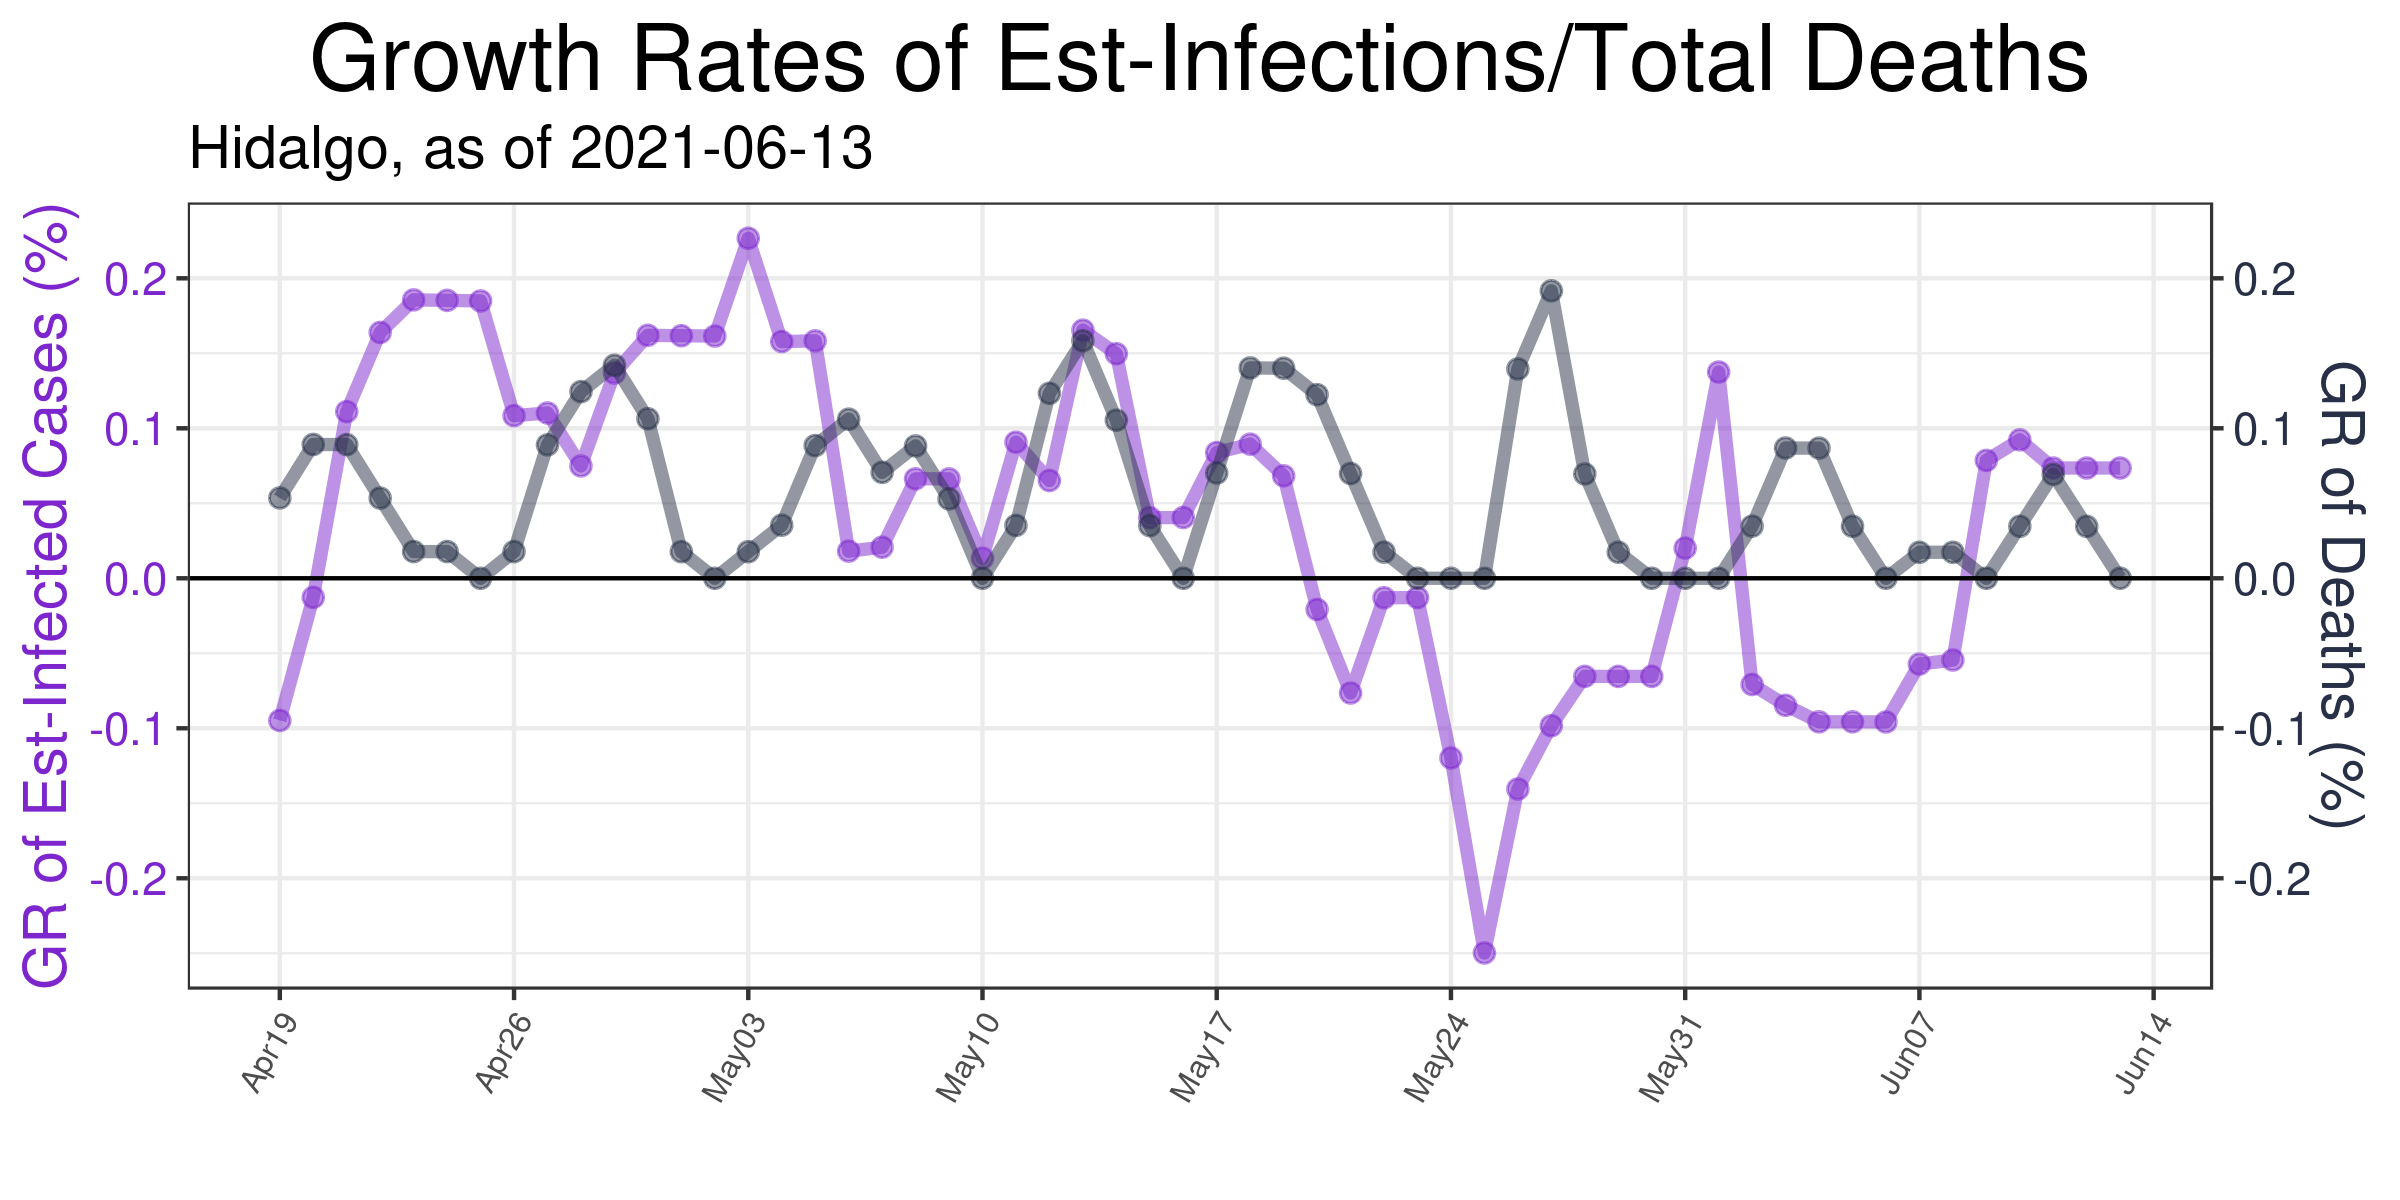 Growth Rates of Est-Infections/Total Deaths
Hidalgo, as of 2021-06-13
GR of Est-Infected Cases (%)
0.2
0.1
0.0
-0.1
-0.2
0.2
0.1
0.0
-0.1
-0.2
GR of Deaths (%)
Apr19
Apr26
May03
May10
May17
May24
May31
Jun07
Jun14